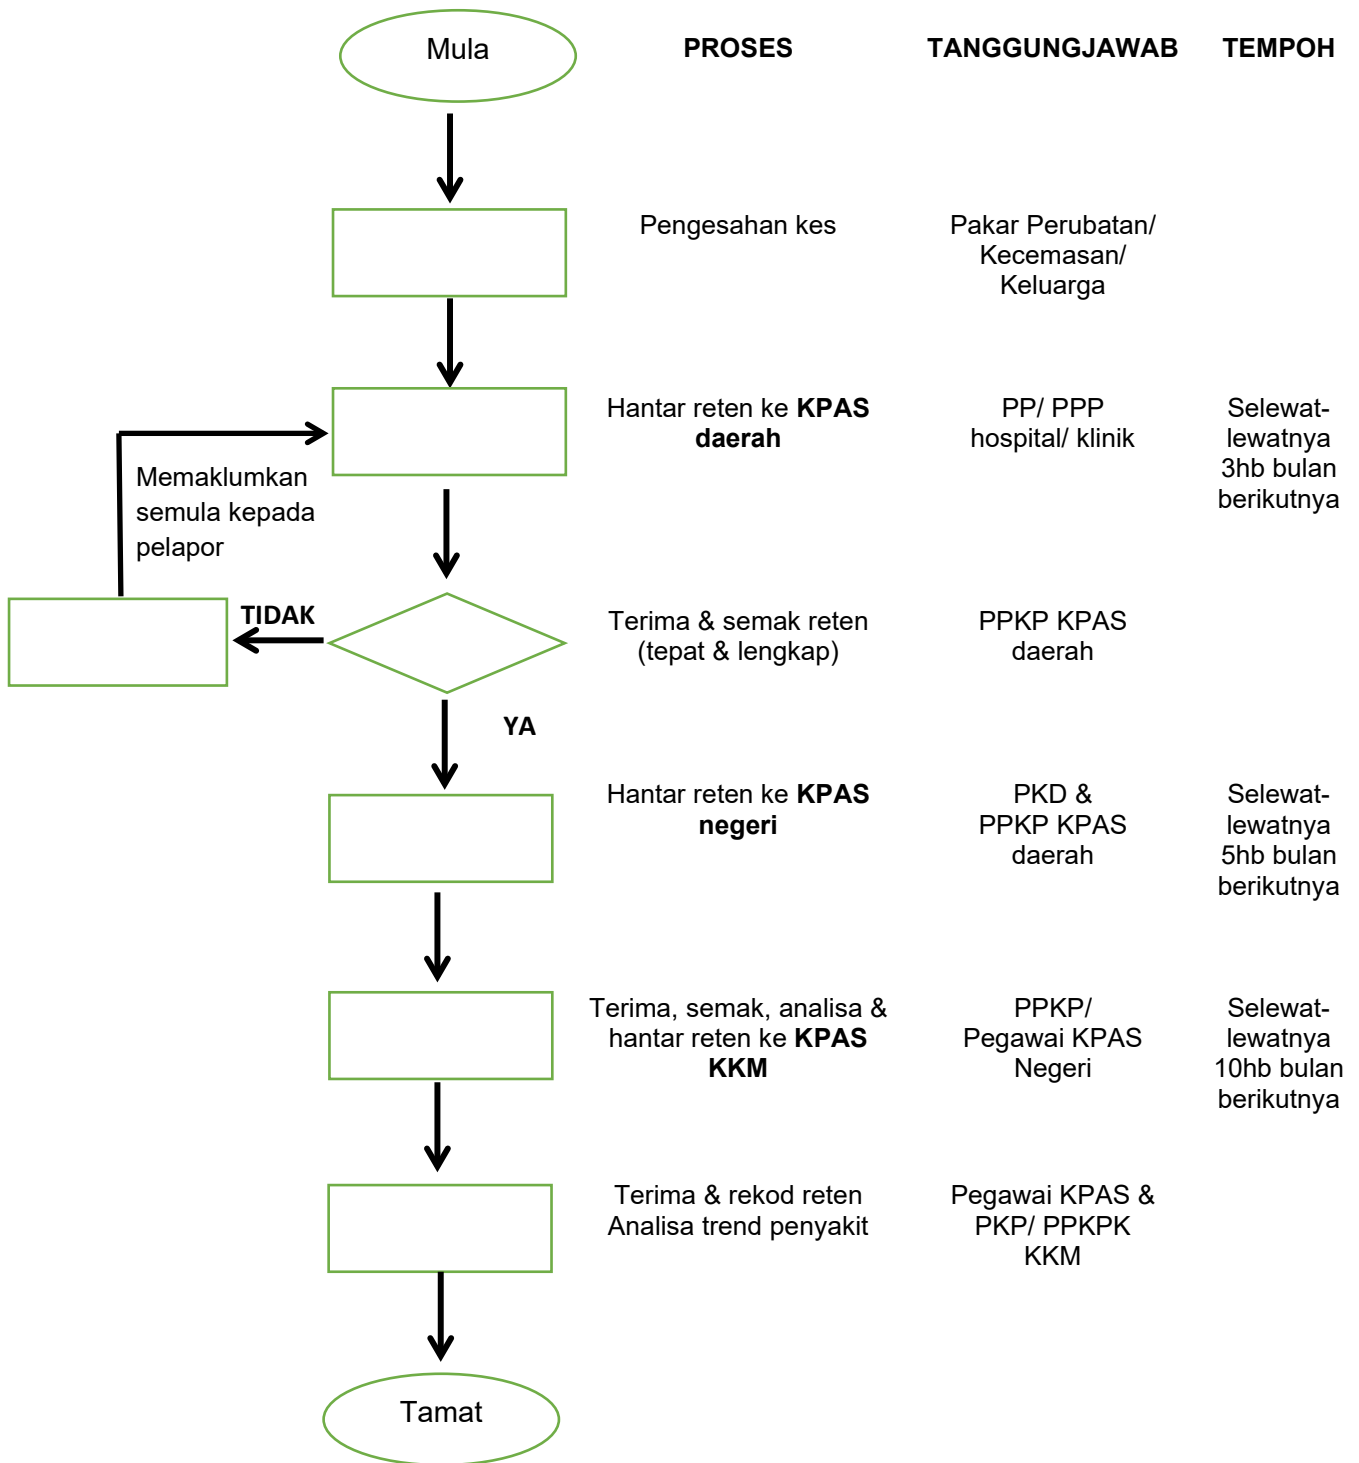 Mula
PROSES
TANGGUNGJAWAB
TEMPOH
Pengesahan kes
Pakar Perubatan/
Kecemasan/
Keluarga
Hantar reten ke KPAS
daerah
PP/ PPP
hospital/ klinik
Selewat-
lewatnya
3hb bulan
berikutnya
Memaklumkan
semula kepada
pelapor
TIDAK
Terima & semak reten
(tepat & lengkap)
PPKP KPAS
daerah
YA
Hantar reten ke KPAS
negeri
PKD &
PPKP KPAS
daerah
Selewat-
lewatnya
5hb bulan
berikutnya
Terima, semak, analisa &
hantar reten ke KPAS
KKM
PPKP/
Pegawai KPAS
Negeri
Selewat-
lewatnya
10hb bulan
berikutnya
Terima & rekod reten
Analisa trend penyakit
Pegawai KPAS &
PKP/ PPKPK
KKM
Tamat